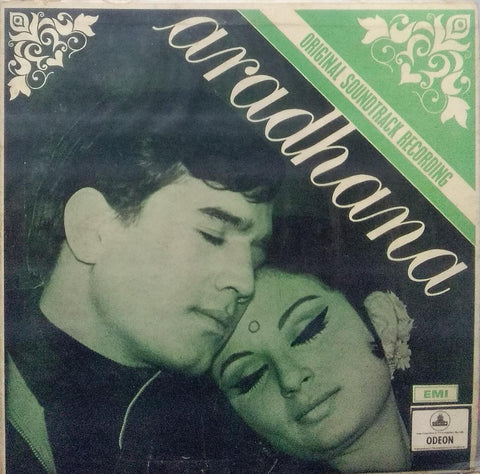 ORIGINAL SOUNDTRACK RECORDING
aradhana
EMI
ODEON